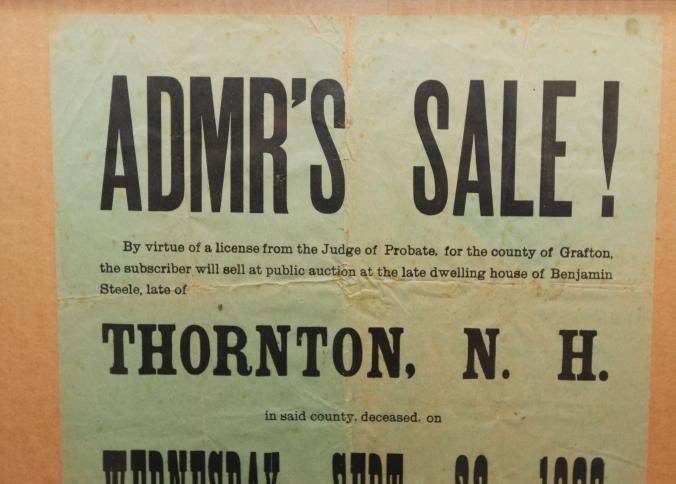 ADMR'S SALE!
By virtue of a license from the Judge of Probate, for the county of Grafton,
the subscriber will sell at public auction at the late dwelling house of Benjamin
Steele, late of
THORNTON, N. H.
in said county, deceased, on
WEDNESDAY SEPT.